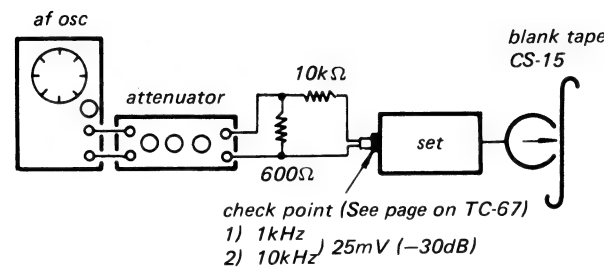 af osc
blank tape
CS-15
10kΩ
attenuator
set
600Ω
check point (See page on TC-67)
1) 1kHz
2) 10kHz ) 25mV (−30dB)